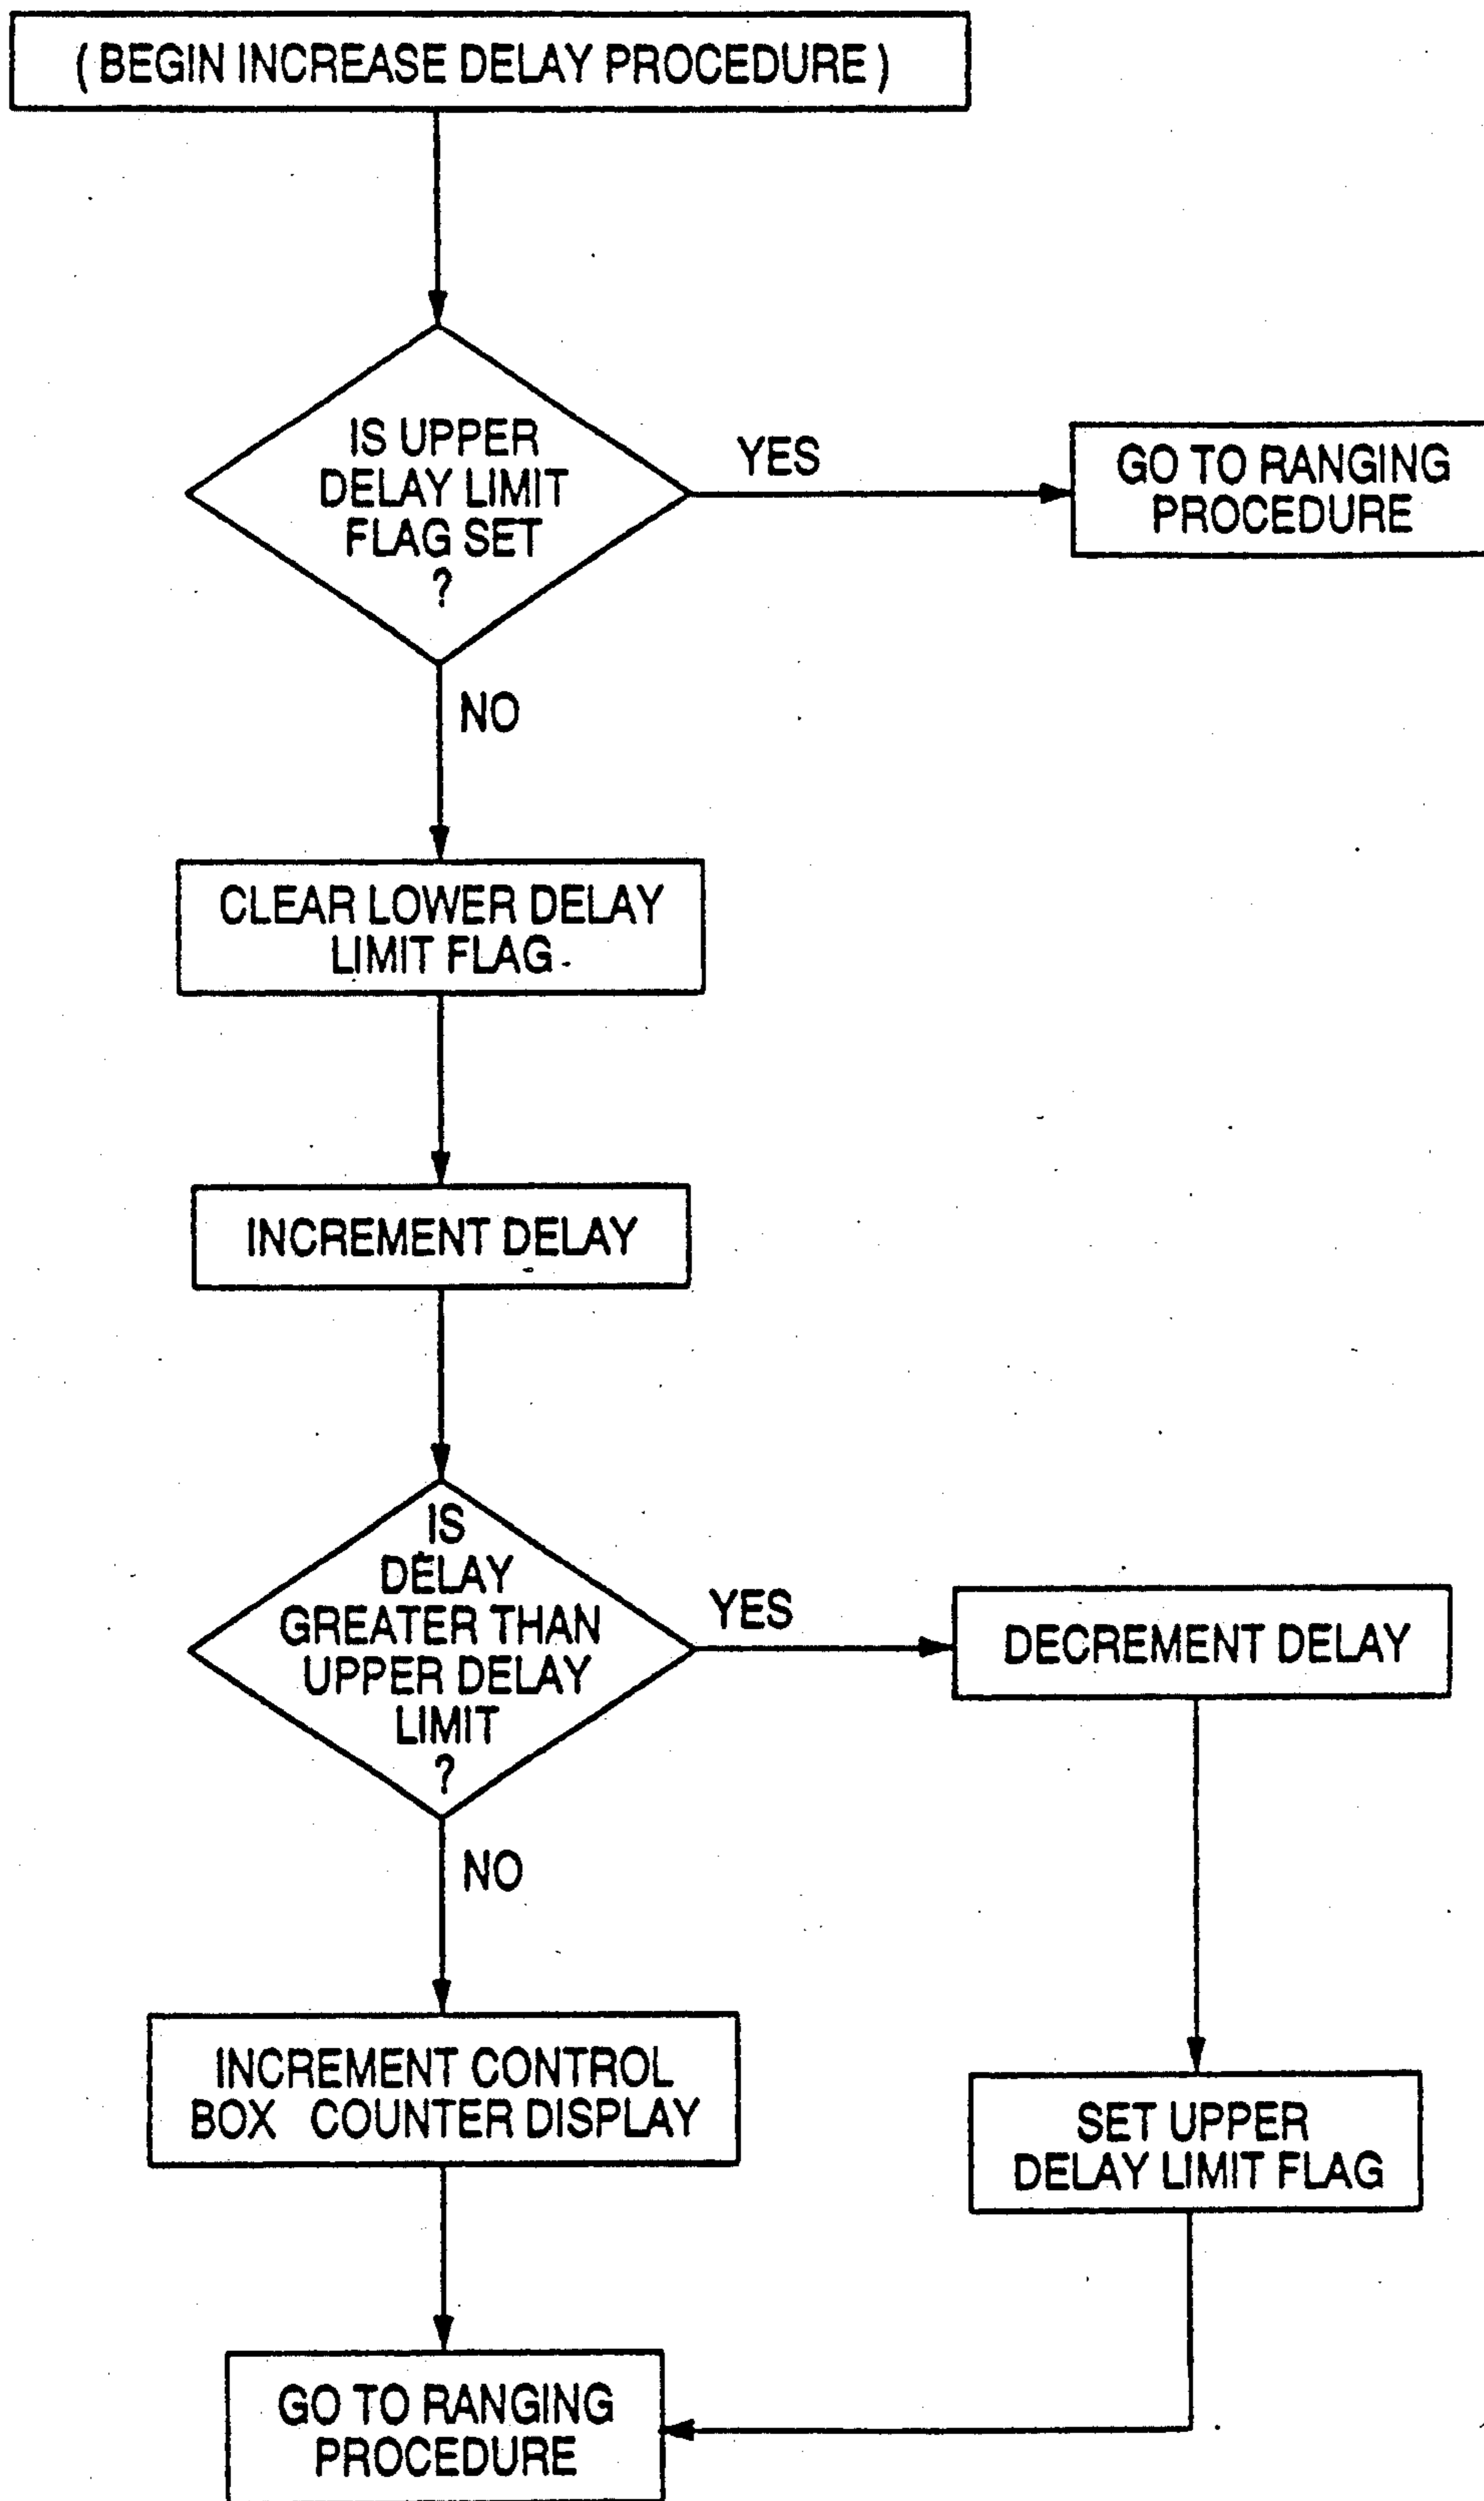 ( BEGIN INCREASE DELAY PROCEDURE )
IS UPPER
DELAY LIMIT
FLAG SET
?
YES
GO TO RANGING
PROCEDURE
NO
CLEAR LOWER DELAY
LIMIT FLAG
INCREMENT DELAY
IS
DELAY
GREATER THAN
UPPER DELAY
LIMIT
?
YES
DECREMENT DELAY
NO
INCREMENT CONTROL
BOX COUNTER DISPLAY
SET UPPER
DELAY LIMIT FLAG
GO TO RANGING
PROCEDURE